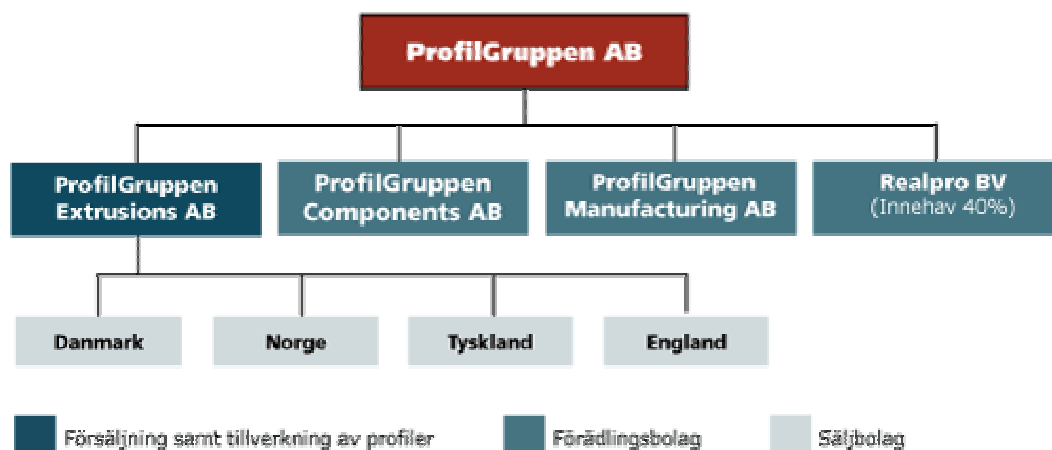 ProfilGruppen AB
ProfilGruppen
Extrusions AB
ProfilGruppen
Components AB
ProfilGruppen
Manufacturing AB
Realpro BV
(Innehav 40%)
Danmark
Norge
Tyskland
England
Försäljning samt tillverkning av profiler
Förädlingsbolag
Säljbolag